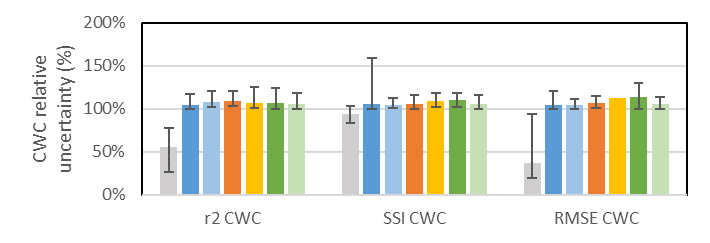 CWC relative
uncertainty (%)
200%
150%
100%
50%
0%
r2 CWC
SSI CWC
RMSE CWC